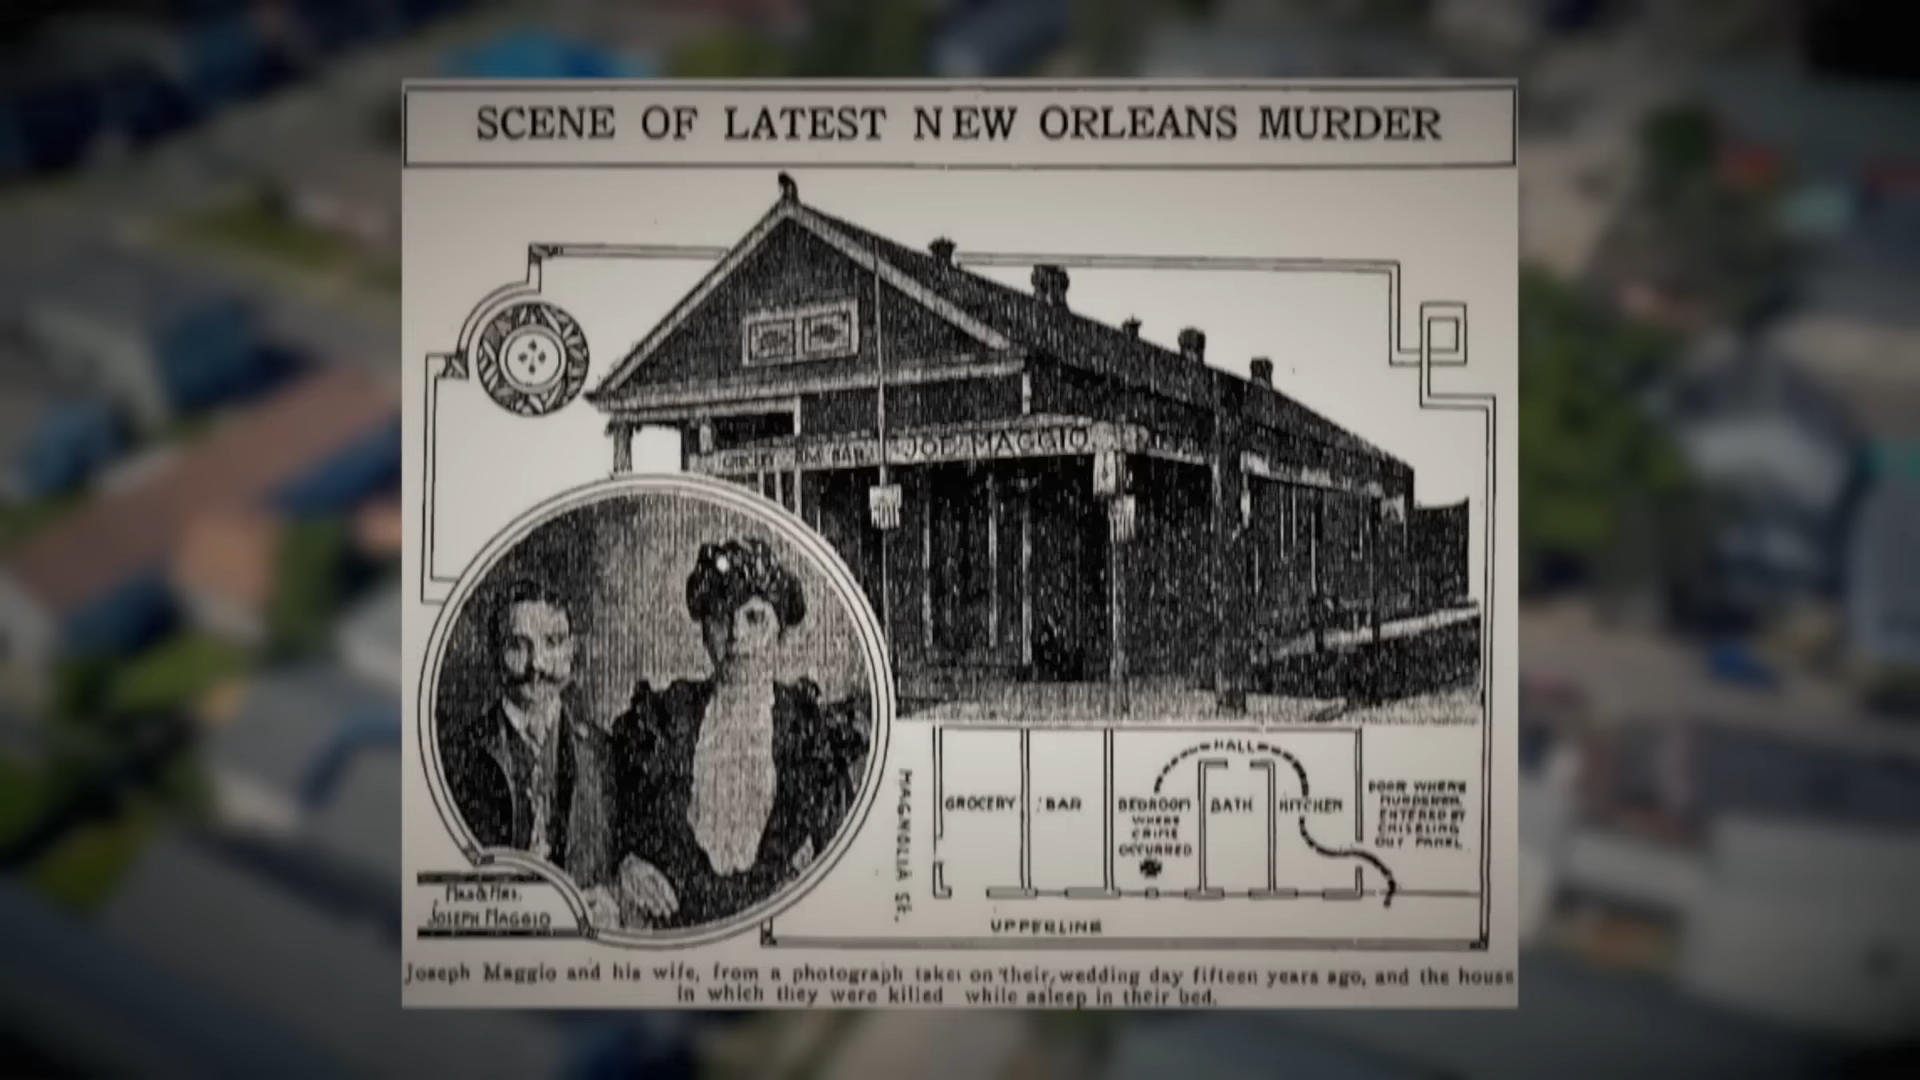 SCENE OF LATEST NEW ORLEANS MURDER
JOE MAGGIO
HALL
GROCERY
BAR
BEDROOM
WHERE
CRIME
OCCURRED
BATH
KITCHEN
DOOR WHERE
MURDERER
ENTERED BY
CHISELING
OUT PANEL
MAGNOLIA ST.
UPPERLINE
Mr.& Mrs.
JOSEPH MAGGIO
Joseph Maggio and his wife, from a photograph taken on their wedding day fifteen years ago, and the house
in which they were killed while asleep in their bed.